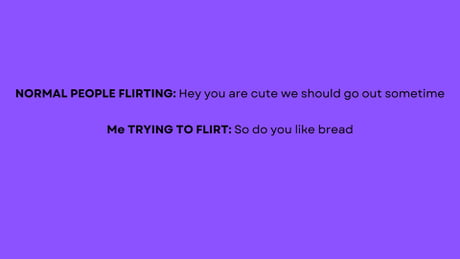 NORMAL PEOPLE FLIRTING: Hey you are cute we should go out sometime
Me TRYING TO FLIRT: So do you like bread